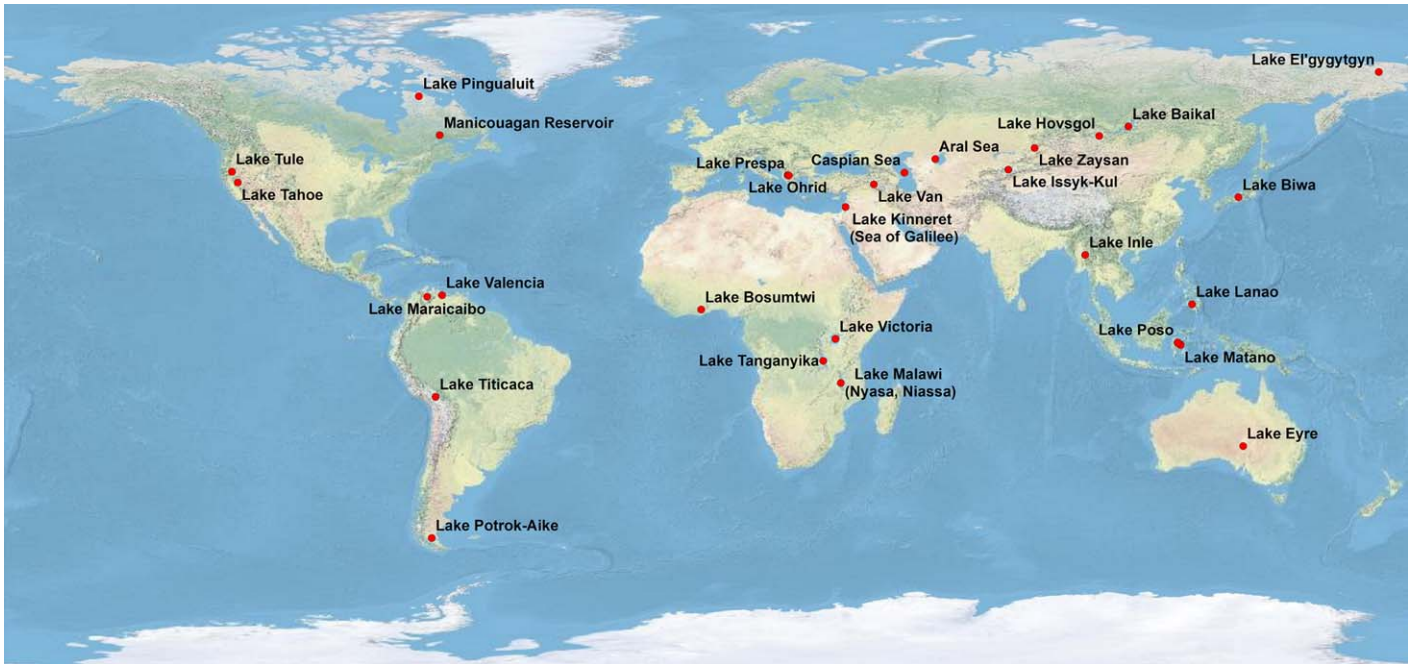 Lake El'gygytgyn
Lake Pingualuit
Lake Baikal
Manicouagan Reservoir
Lake Hovsgol
Aral Sea
Lake Tule
Lake Prespa
Caspian Sea
Lake Zaysan
Lake Tahoe
Lake Ohrid
Lake Issyk-Kul
Lake Biwa
Lake Van
Lake Kinneret
(Sea of Galilee)
Lake Inle
Lake Valencia
Lake Maraicaibo
Lake Bosumtwi
Lake Lanao
Lake Victoria
Lake Poso
Lake Tanganyika
Lake Matano
Lake Malawi
(Nyasa, Niassa)
Lake Titicaca
Lake Eyre
Lake Potrok-Aike